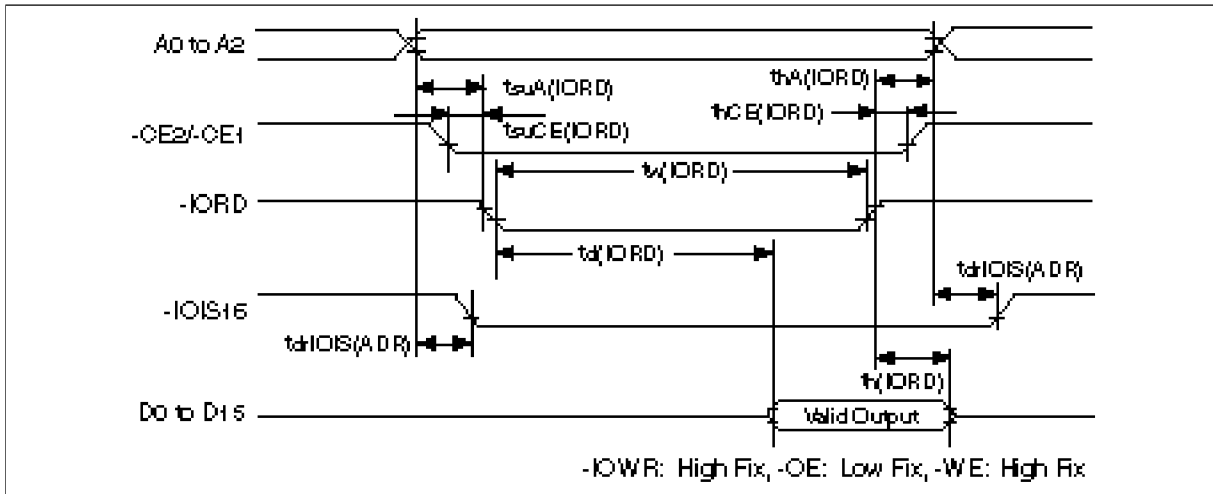 A0 to A2
tsuA(IORD)
thA(IORD)
-CE2/-CE1
tsuCE(IORD)
thCE(IORD)
tw(IORD)
-IORD
td(IORD)
tdrIOIS(ADR)
-IOIS16
tdrIOIS(ADR)
th(IORD)
D0 to D15
Valid Output
-IOWR: High Fix, -OE: Low Fix, -WE: High Fix